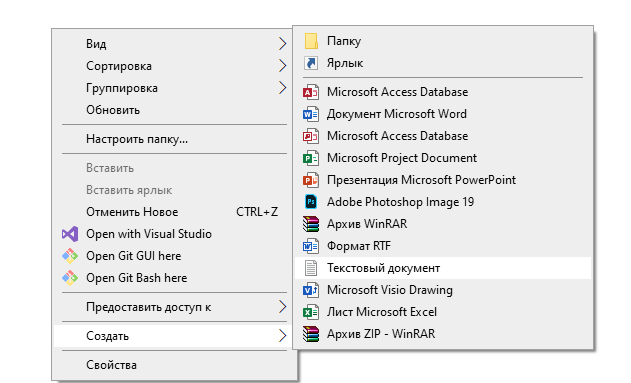 Вид
Сортировка
Группировка
Обновить
Настроить папку...
Вставить
Вставить ярлык
Отменить Новое CTRL+Z
Open with Visual Studio
Open Git GUI here
Open Git Bash here
Предоставить доступ к
Создать
Свойства
Папку
Ярлык
Microsoft Access Database
Документ Microsoft Word
Microsoft Access Database
Microsoft Project Document
Презентация Microsoft PowerPoint
Adobe Photoshop Image 19
Архив WinRAR
Формат RTF
Текстовый документ
Microsoft Visio Drawing
Лист Microsoft Excel
Архив ZIP - WinRAR